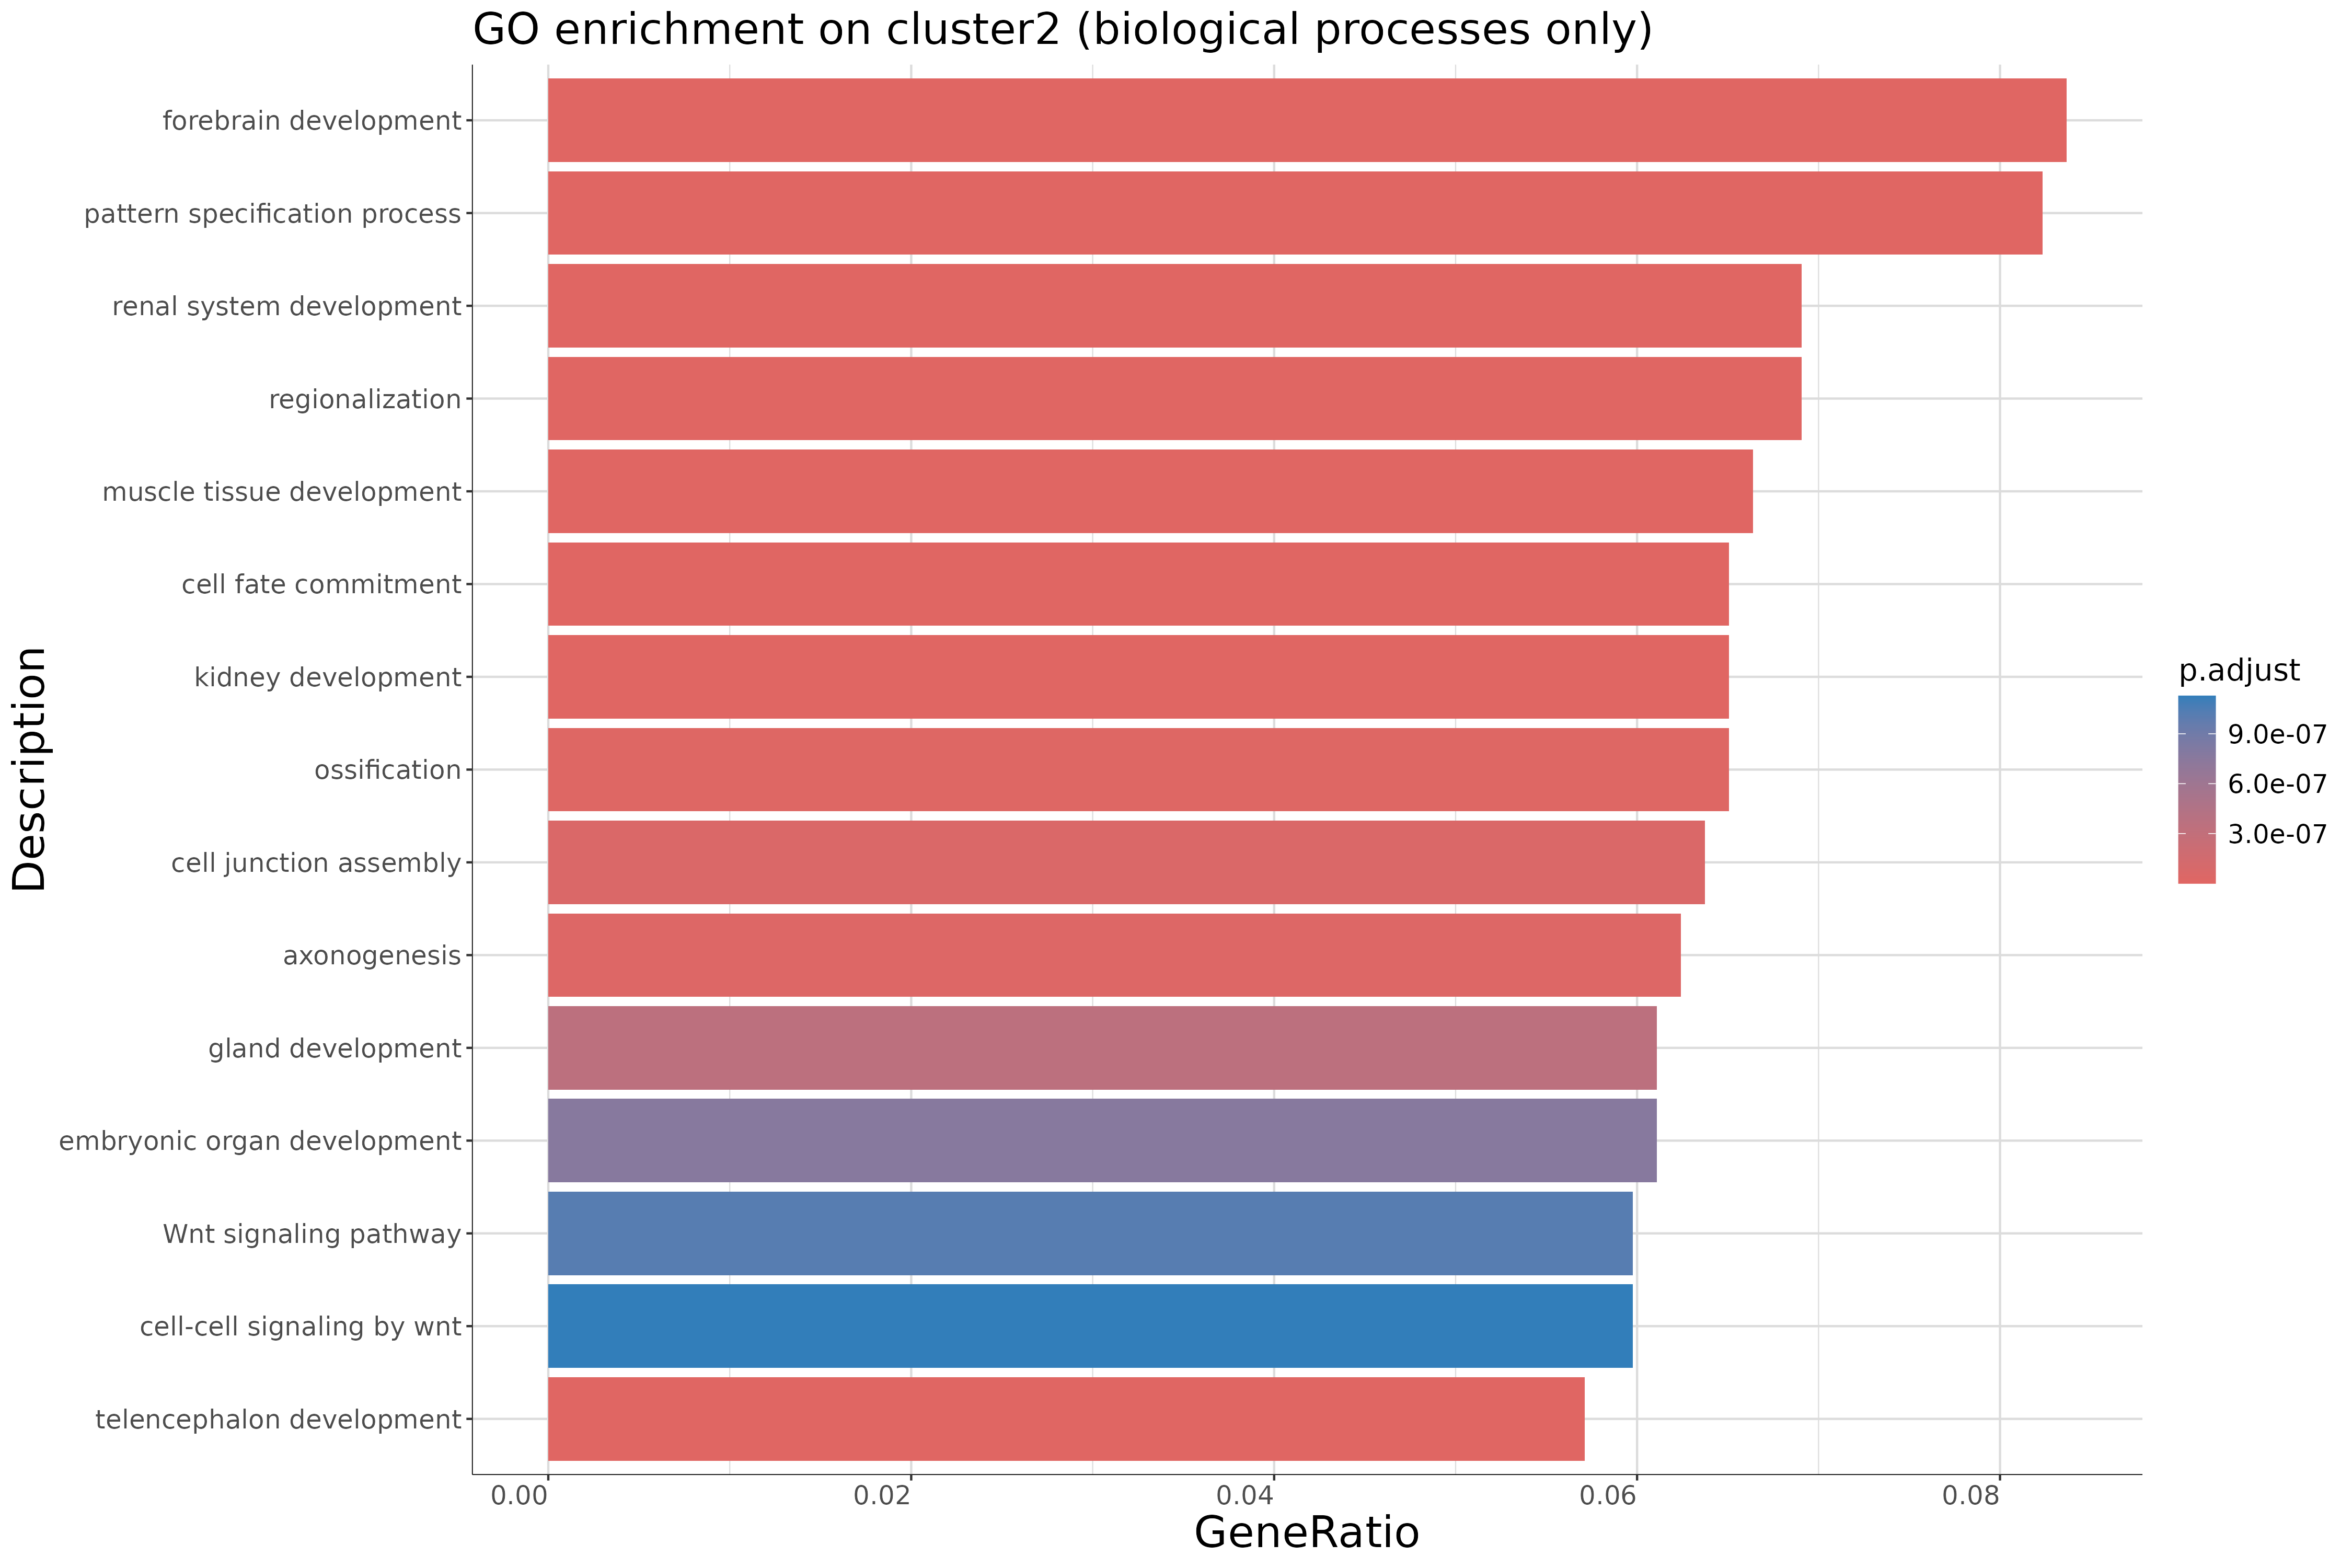 GO enrichment on cluster2 (biological processes only)
Description
forebrain development
pattern specification process
renal system development
regionalization
muscle tissue development
cell fate commitment
kidney development
ossification
cell junction assembly
axonogenesis
gland development
embryonic organ development
Wnt signaling pathway
cell-cell signaling by wnt
telencephalon development
0.00 0.02 0.04 0.06 0.08
GeneRatio
p.adjust
9.0e-07
6.0e-07
3.0e-07